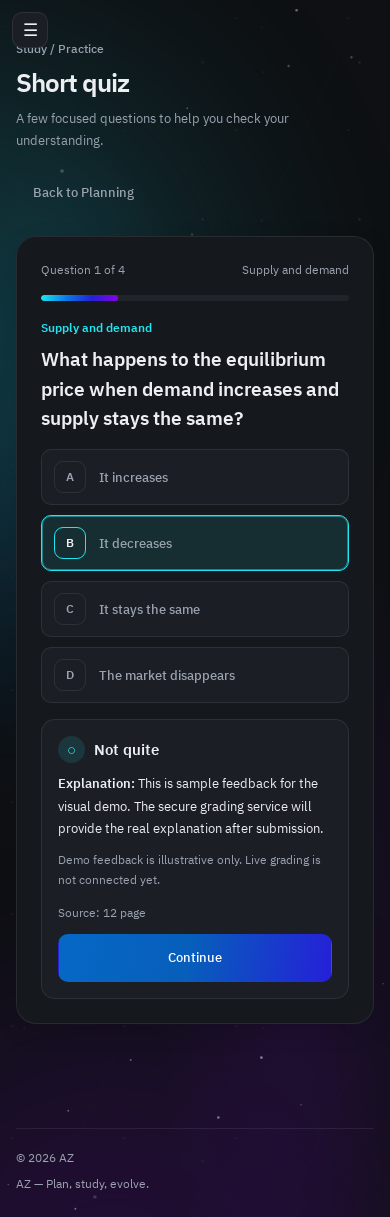 ☰
Study / Practice
Short quiz
A few focused questions to help you check your
understanding.
Back to Planning
Question 1 of 4 Supply and demand
Supply and demand
What happens to the equilibrium
price when demand increases and
supply stays the same?
A It increases
B It decreases
C It stays the same
D The market disappears
○ Not quite
Explanation: This is sample feedback for the
visual demo. The secure grading service will
provide the real explanation after submission.
Demo feedback is illustrative only. Live grading is
not connected yet.
Source: 12 page
Continue
© 2026 AZ
AZ — Plan, study, evolve.